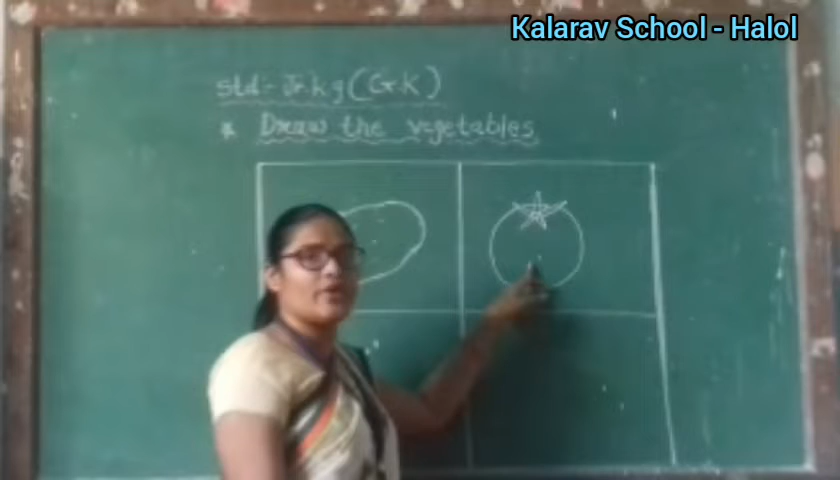 Kalarav School - Halol
std:- Jr.kg (G.K)
* Draw the vegetables